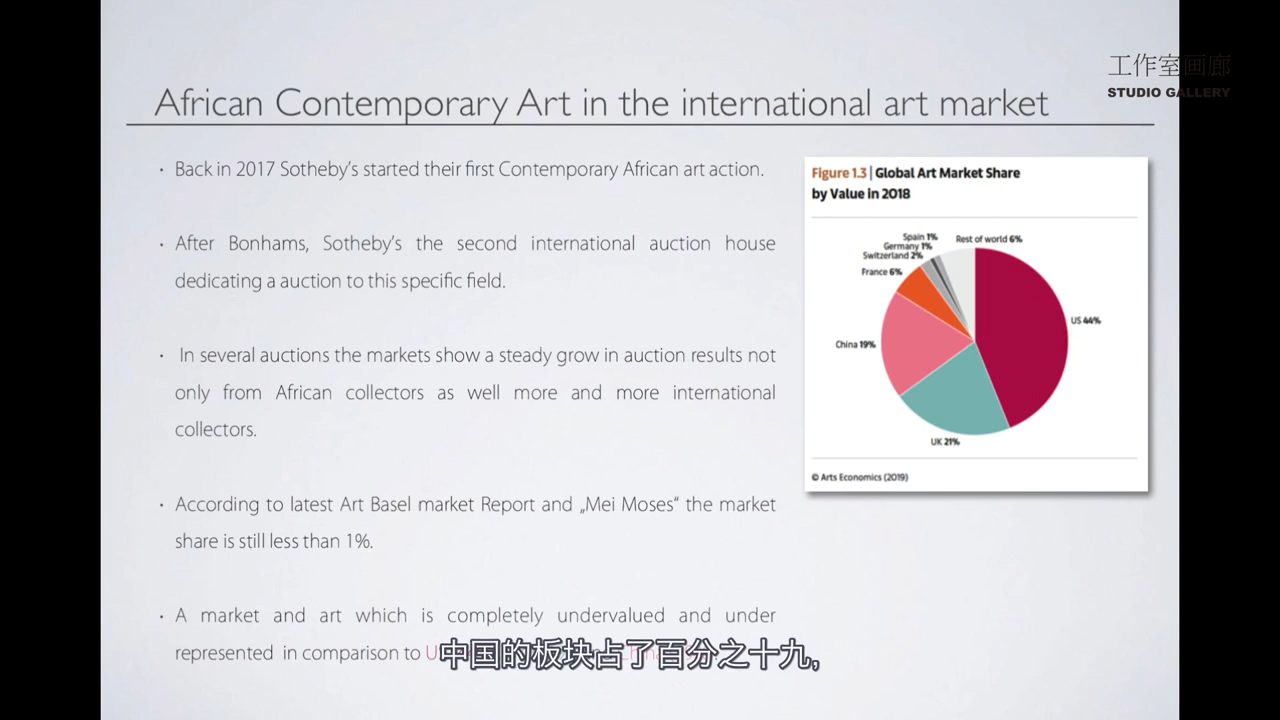 工作室画廊
STUDIO GALLERY
African Contemporary Art in the international art market
• Back in 2017 Sotheby's started their first Contemporary African art action.
• After Bonhams, Sotheby's the second international auction house
dedicating a auction to this specific field.
• In several auctions the markets show a steady grow in auction results not
only from African collectors as well more and more international
collectors.
• According to latest Art Basel market Report and „Mei Moses“ the market
share is still less than 1%.
• A market and art which is completely undervalued and under
represented in comparison to
中国的板块占了百分之十九,
Figure 1.3 | Global Art Market Share
by Value in 2018
Spain 1%
Germany 1%
Switzerland 2%
France 6%
Rest of world 6%
US 44%
China 19%
UK 21%
© Arts Economics (2019)